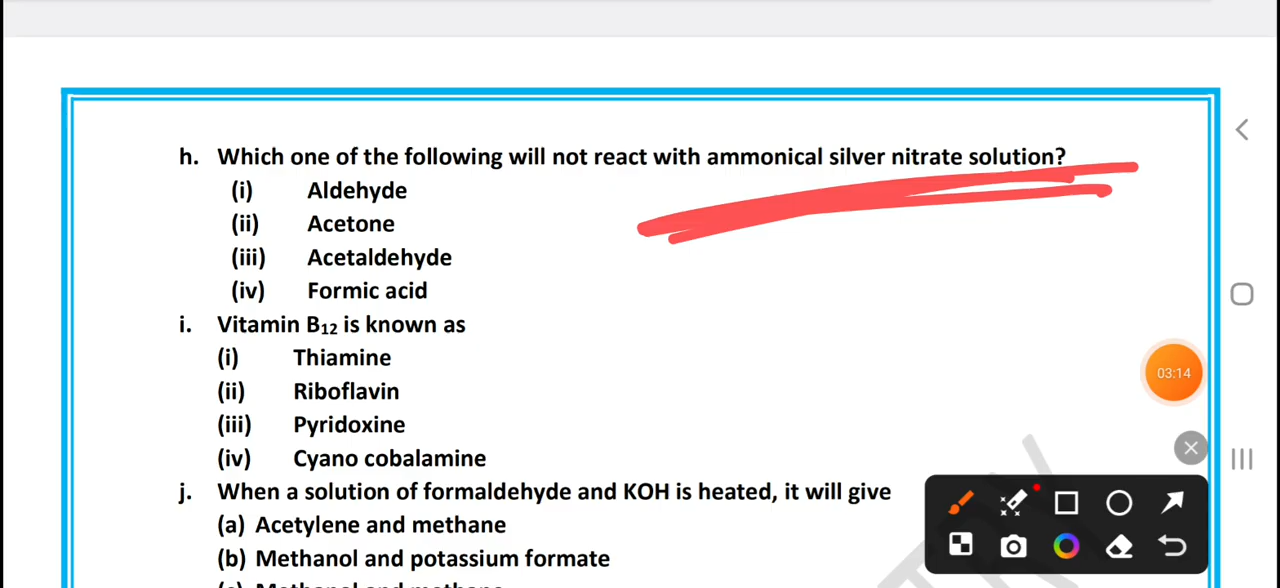 h. Which one of the following will not react with ammonical silver nitrate solution?
(i) Aldehyde
(ii) Acetone
(iii) Acetaldehyde
(iv) Formic acid
i. Vitamin B₁₂ is known as
(i) Thiamine
(ii) Riboflavin
(iii) Pyridoxine
(iv) Cyano cobalamine
03:14
j. When a solution of formaldehyde and KOH is heated, it will give
(a) Acetylene and methane
(b) Methanol and potassium formate